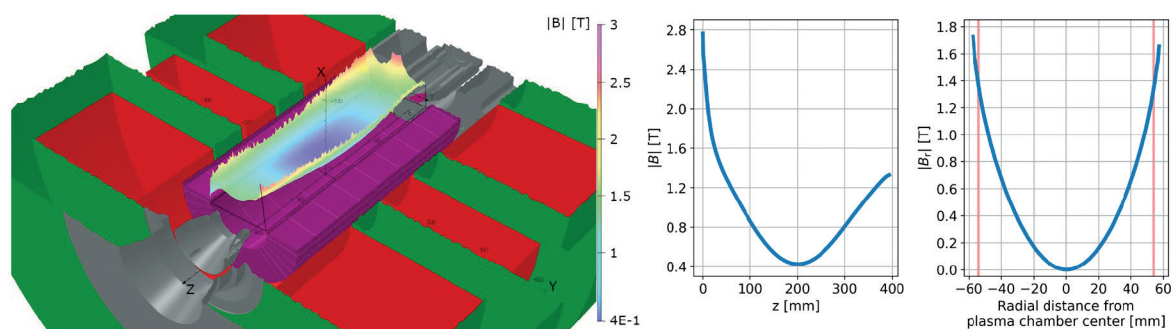 |B| [T]
3
2.5
2
1.5
1
4E-1
X
Y
Z
|B| [T]
2.8
2.4
2.0
1.6
1.2
0.8
0.4
0 100 200 300 400
z [mm]
|Br| [T]
1.8
1.6
1.4
1.2
1.0
0.8
0.6
0.4
0.2
0.0
−60 −40 −20 0 20 40 60
Radial distance from
plasma chamber center [mm]